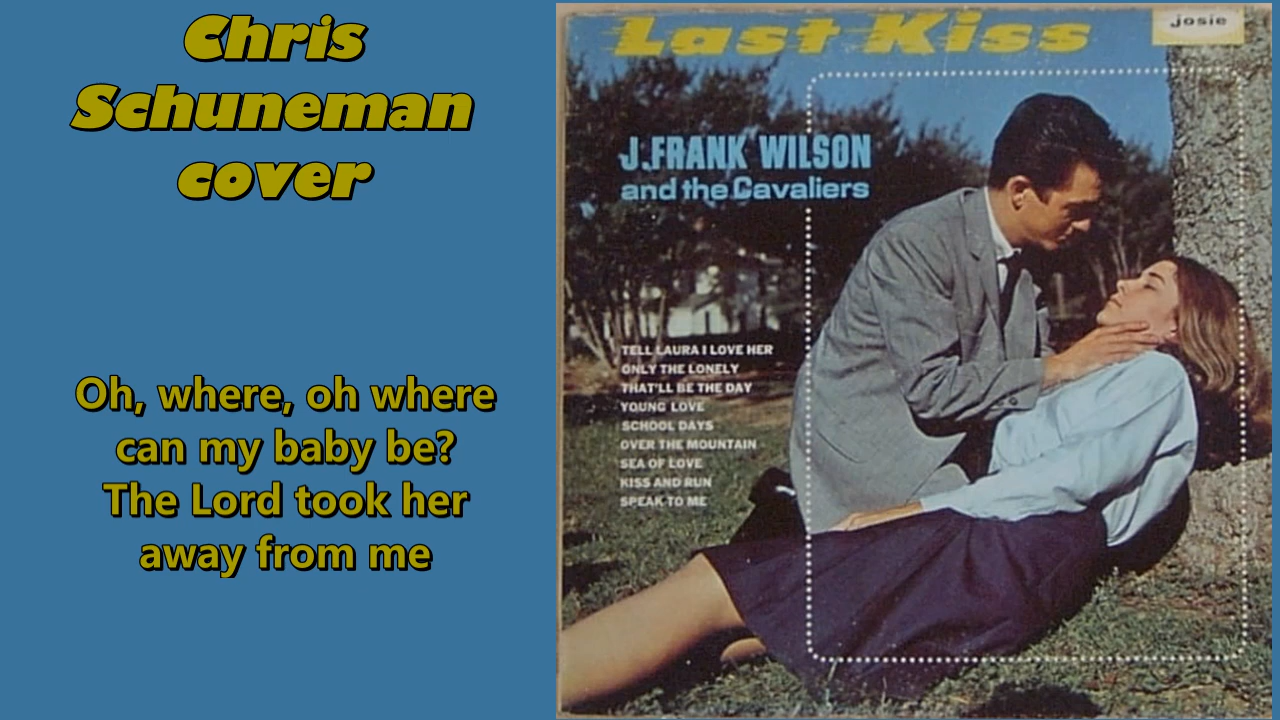 Chris
Schuneman
cover
Oh, where, oh where
can my baby be?
The Lord took her
away from me
Last Kiss
josie
J. FRANK WILSON
and the Cavaliers
TELL LAURA I LOVE HER
ONLY THE LONELY
THAT'LL BE THE DAY
YOUNG LOVE
SCHOOL DAYS
OVER THE MOUNTAIN
SEA OF LOVE
KISS AND RUN
SPEAK TO ME